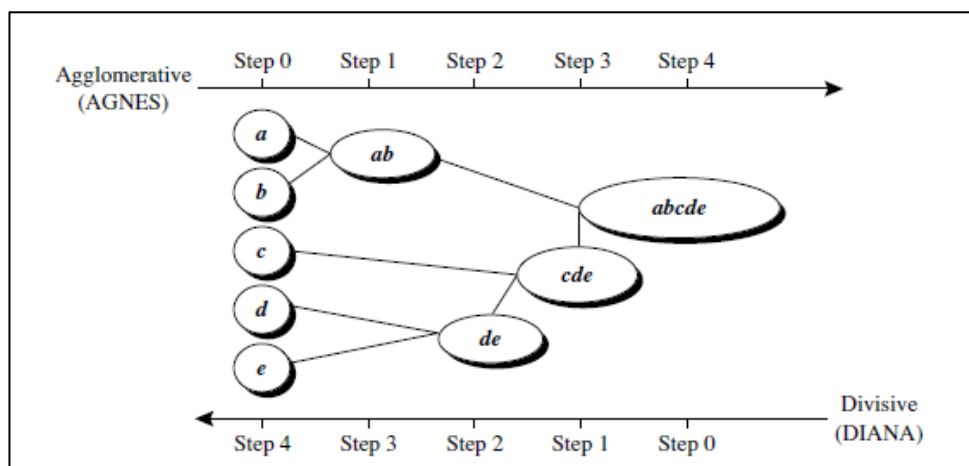 Step 0 Step 1 Step 2 Step 3 Step 4
Agglomerative
(AGNES)
a
ab
b
abcde
c
cde
d
de
e
Divisive
(DIANA)
Step 4 Step 3 Step 2 Step 1 Step 0